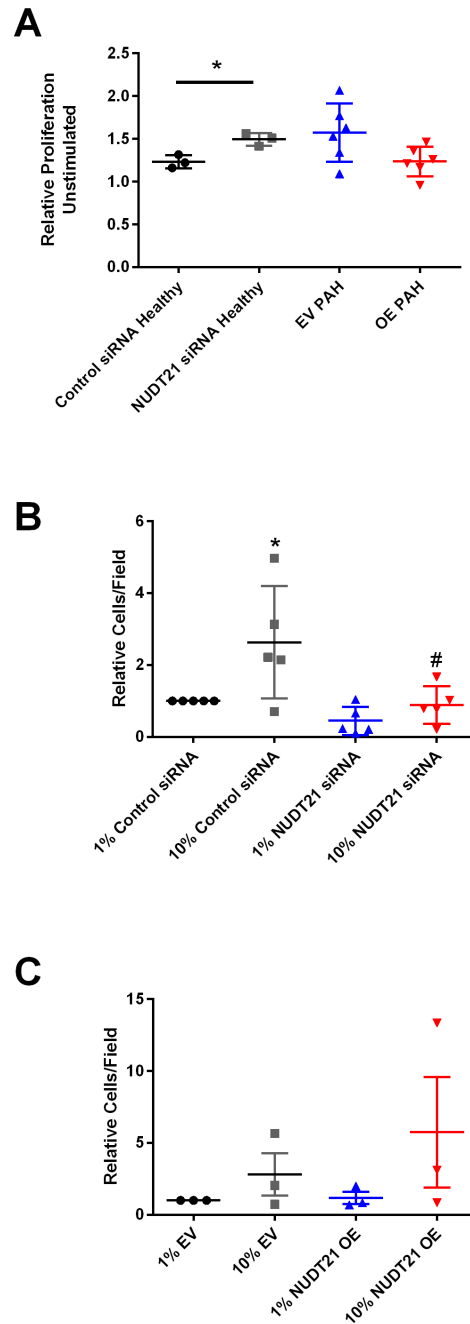 A
Relative Proliferation
Unstimulated
2.5
2.0
1.5
1.0
0.5
0.0
*
Control siRNA Healthy
NUDT21 siRNA Healthy
EV PAH
OE PAH
B
Relative Cells/Field
6
4
2
0
*
#
1% Control siRNA
10% Control siRNA
1% NUDT21 siRNA
10% NUDT21 siRNA
C
Relative Cells/Field
15
10
5
0
1% EV
10% EV
1% NUDT21 OE
10% NUDT21 OE